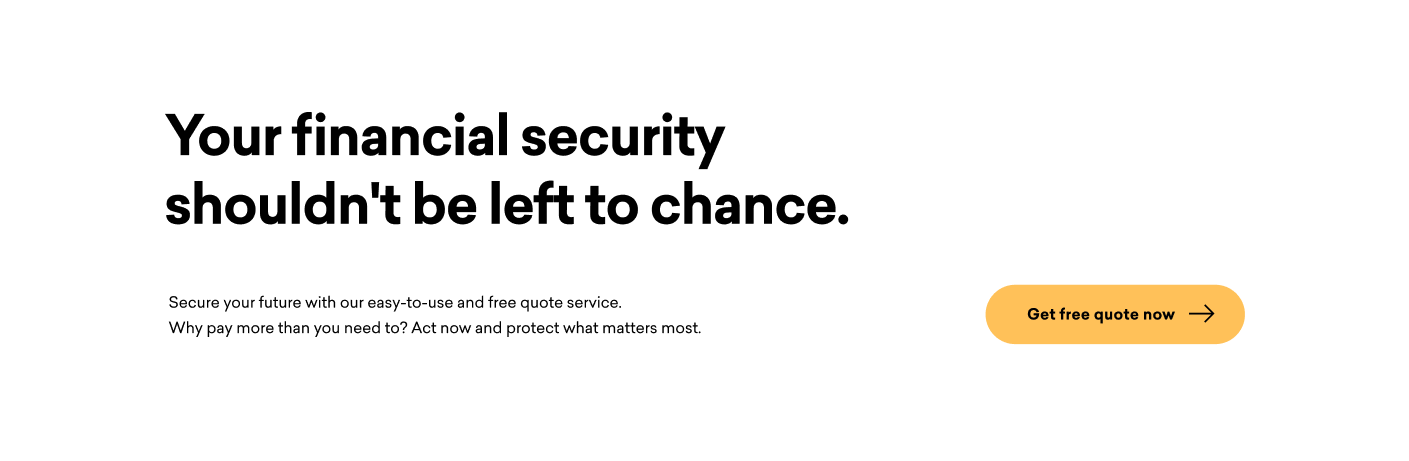 Your financial security
shouldn't be left to chance.
Secure your future with our easy-to-use and free quote service.
Why pay more than you need to? Act now and protect what matters most.
Get free quote now